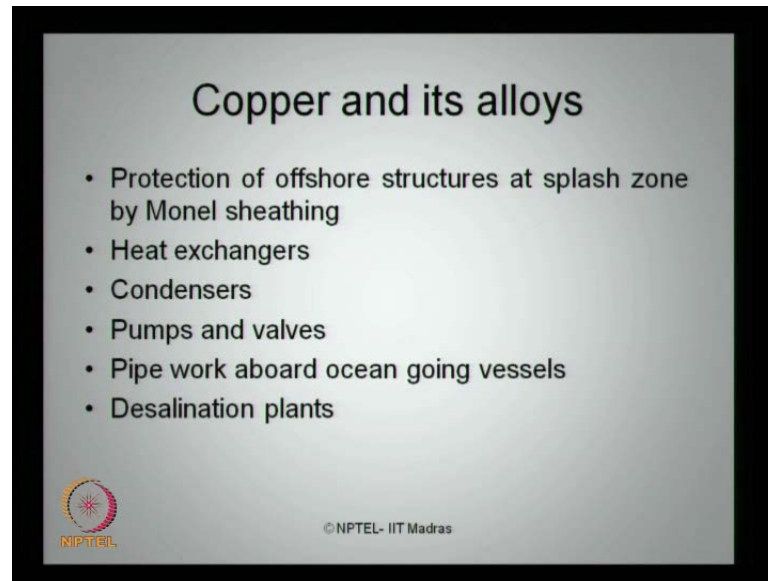 Copper and its alloys
• Protection of offshore structures at splash zone
by Monel sheathing
• Heat exchangers
• Condensers
• Pumps and valves
• Pipe work aboard ocean going vessels
• Desalination plants
NPTEL
© NPTEL- IIT Madras